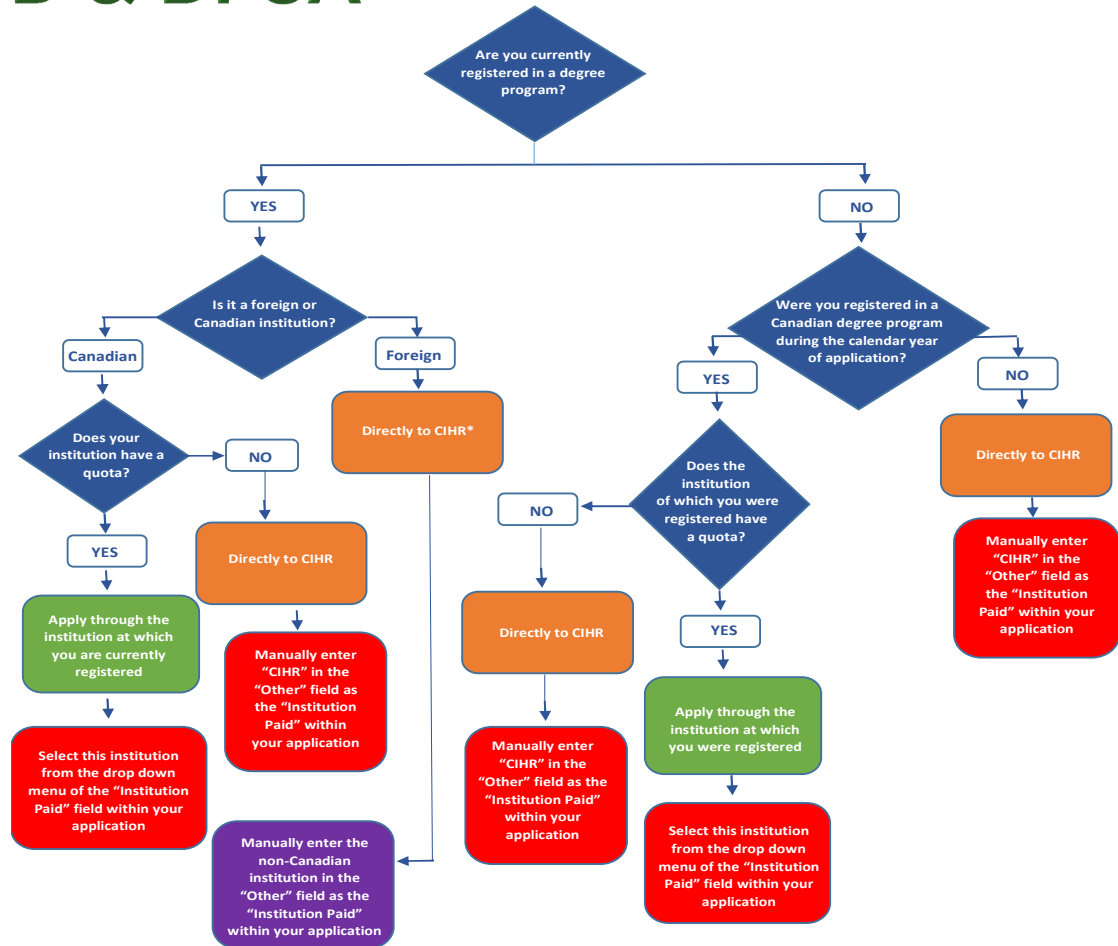 Are you currently
registered in a degree
program?
YES
NO
Is it a foreign or
Canadian institution?
Were you registered in a
Canadian degree program
during the calendar year
of application?
Canadian
Foreign
YES
NO
Does your
institution have a
quota?
NO
Directly to CIHR*
Does the
institution
of which you were
registered have
a quota?
Directly to CIHR
YES
Directly to CIHR
NO
Manually enter
“CIHR” in the
“Other” field as
the “Institution
Paid” within your
application
Apply through the
institution at which
you are currently
registered
Directly to CIHR
YES
Manually enter
“CIHR” in the
“Other” field as
the “Institution
Paid” within
your application
Apply through the
institution at which
you were registered
Select this institution
from the drop down
menu of the “Institution
Paid” field within your
application
Manually enter
“CIHR” in the
“Other” field as the
“Institution Paid”
within your
application
Manually enter the
non-Canadian
institution in the
“Other” field as the
“Institution Paid”
within your application
Select this institution
from the drop down
menu of the “Institution
Paid” field within your
application